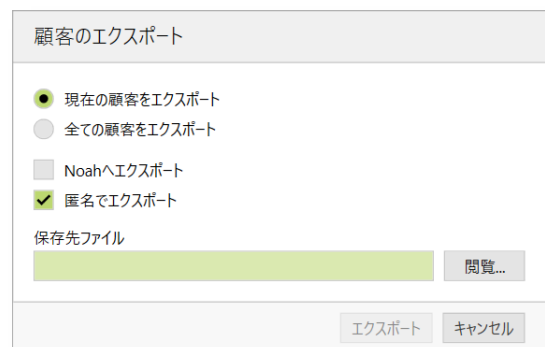 顧客のエクスポート
現在の顧客をエクスポート
全ての顧客をエクスポート
Noahへエクスポート
匿名でエクスポート
保存先ファイル
閲覧...
エクスポート キャンセル